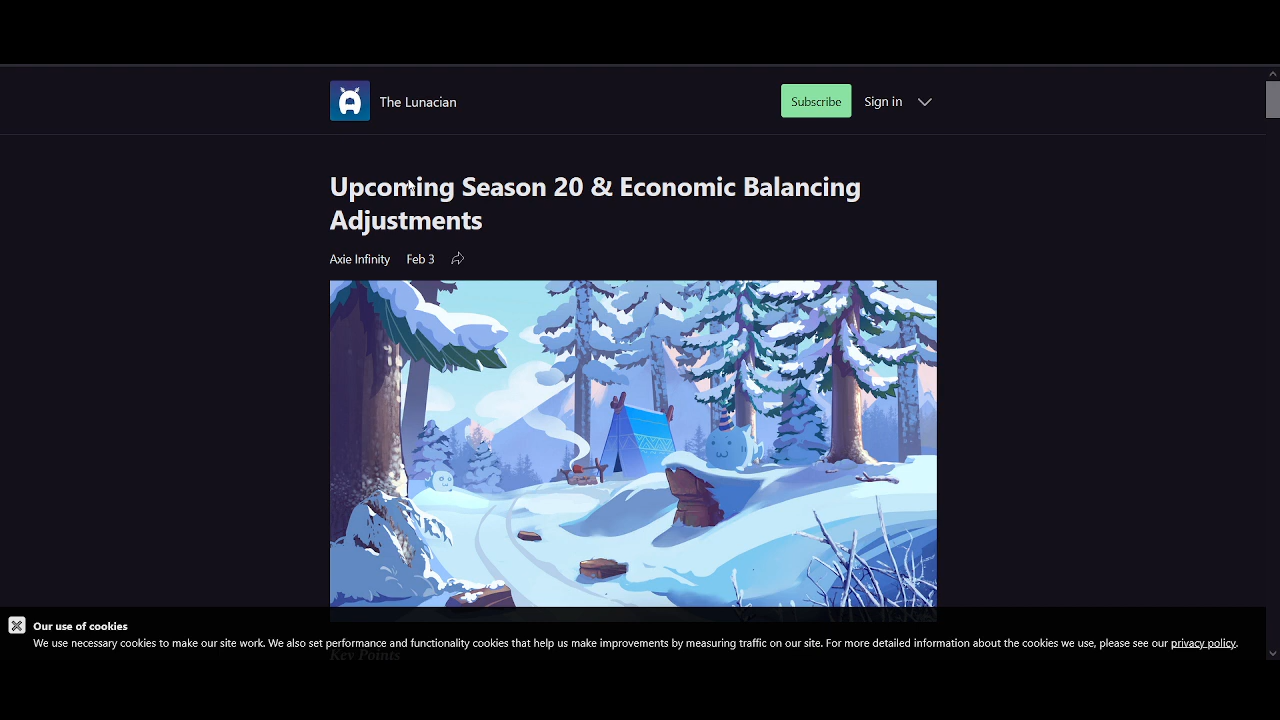 The Lunacian
Subscribe
Sign in
Upcoming Season 20 & Economic Balancing
Adjustments
Axie Infinity Feb 3
Our use of cookies
We use necessary cookies to make our site work. We also set performance and functionality cookies that help us make improvements by measuring traffic on our site. For more detailed information about the cookies we use, please see our privacy policy.
Key Points